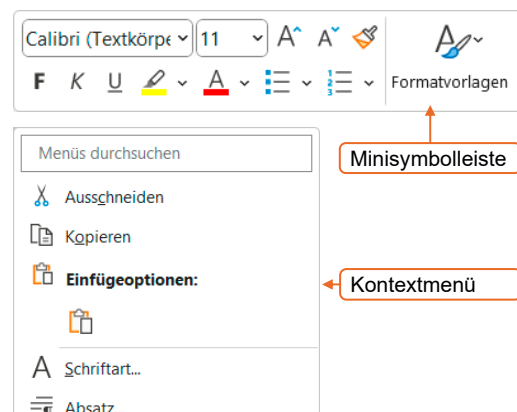 Calibri (Textkörpe 11 A A
F K U A Formatvorlagen
Minisymbolleiste
Menüs durchsuchen
Ausschneiden
Kopieren
Einfügeoptionen:
Kontextmenü
A Schriftart...
Absatz